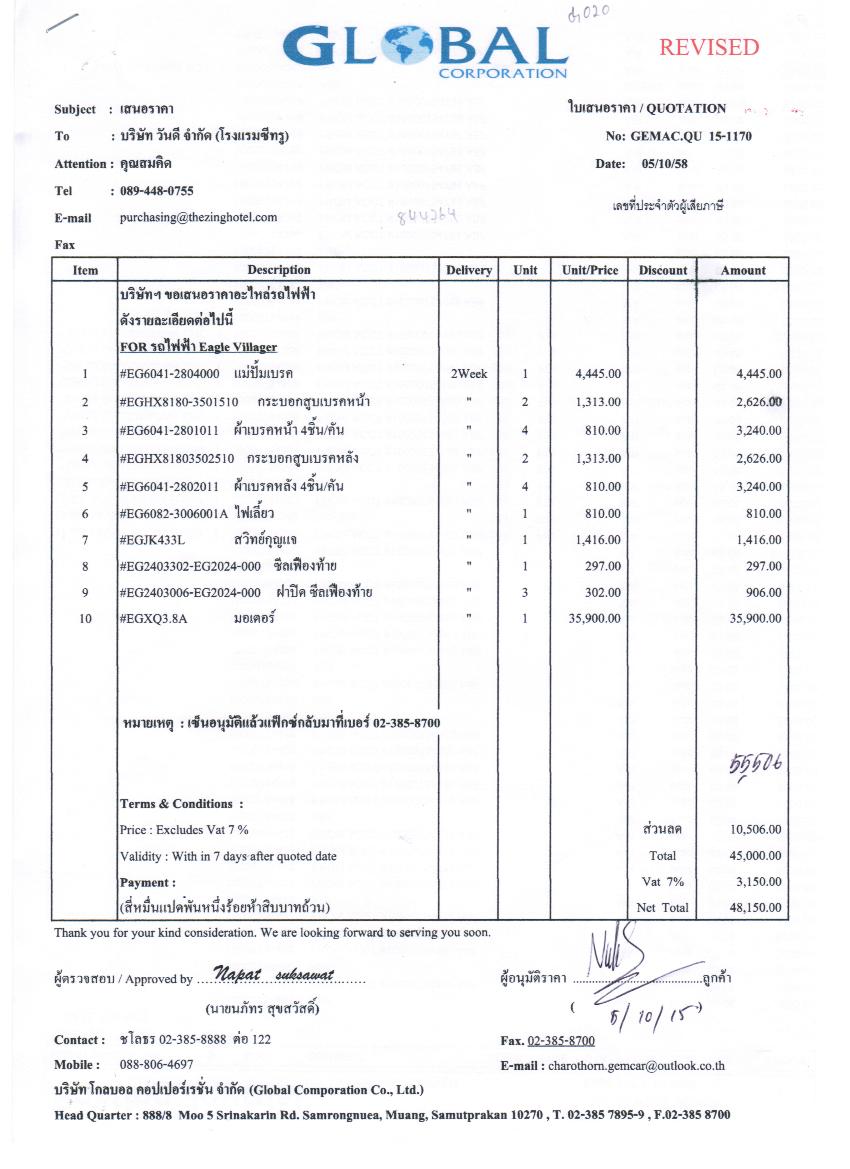 ต020
GLOBAL
CORPORATION
REVISED
Subject : เสนอราคา
ใบเสนอราคา / QUOTATION
To : บริษัท วันดี จำกัด (โรงแรมซีทรู)
No: GEMAC.QU 15-1170
Attention : คุณสมคิด
Date: 05/10/58
Tel : 089-448-0755
เลขที่ประจำตัวผู้เสียภาษี
E-mail purchasing@thezinghotel.com
844764
Fax
Item Description Delivery Unit Unit/Price Discount Amount
บริษัทฯ ขอเสนอราคาอะไหล่รถไฟฟ้า
ดังรายละเอียดต่อไปนี้
FOR รถไฟฟ้า Eagle Villager
1 #EG6041-2804000 แม่ปั้มเบรค 2Week 1 4,445.00 4,445.00
2 #EGHX8180-3501510 กระบอกสูบเบรคหน้า " 2 1,313.00 2,626.00
3 #EG6041-2801011 ผ้าเบรคหน้า 4ชิ้น/คัน " 4 810.00 3,240.00
4 #EGHX81803502510 กระบอกสูบเบรคหลัง " 2 1,313.00 2,626.00
5 #EG6041-2802011 ผ้าเบรคหลัง 4ชิ้น/คัน " 4 810.00 3,240.00
6 #EG6082-3006001A ไฟเลี้ยว " 1 810.00 810.00
7 #EGJK433L สวิทย์กุญแจ " 1 1,416.00 1,416.00
8 #EG2403302-EG2024-000 ซีลเฟืองท้าย " 1 297.00 297.00
9 #EG2403006-EG2024-000 ฝาปิด ซีลเฟืองท้าย " 3 302.00 906.00
10 #EGXQ3.8A มอเตอร์ " 1 35,900.00 35,900.00
หมายเหตุ : เซ็นอนุมัติแล้วแฟ็กซ์กลับมาที่เบอร์ 02-385-8700
55506
Terms & Conditions :
Price : Excludes Vat 7 % ส่วนลด 10,506.00
Validity : With in 7 days after quoted date Total 45,000.00
Payment : Vat 7% 3,150.00
(สี่หมื่นแปดพันหนึ่งร้อยห้าสิบบาทถ้วน) Net Total 48,150.00
Thank you for your kind consideration. We are looking forward to serving you soon.
ผู้ตรวจสอบ / Approved by .... Napat suksawat ........
ผู้อนุมัติราคา ..............................ลูกค้า
(นายนภัทร สุขสวัสดิ์)
( 5/10/15 )
Contact : ชโลธร 02-385-8888 ต่อ 122
Fax. 02-385-8700
Mobile : 088-806-4697
E-mail : charothorn.gemcar@outlook.co.th
บริษัท โกลบอล คอปเปอร์เรชั่น จำกัด (Global Comporation Co., Ltd.)
Head Quarter : 888/8 Moo 5 Srinakarin Rd. Samrongnuea, Muang, Samutprakan 10270 , T. 02-385 7895-9 , F.02-385 8700